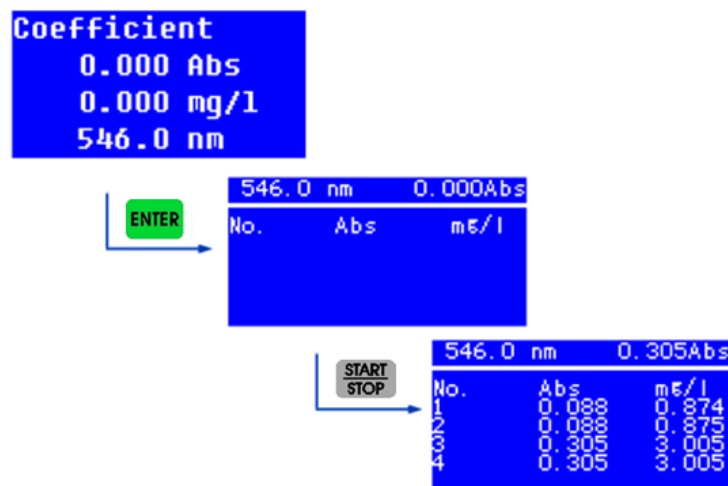 Coefficient
0.000 Abs
0.000 mg/l
546.0 nm
ENTER
546.0 nm 0.000Abs
No. Abs mg/l
START
STOP
546.0 nm 0.305Abs
No. Abs mg/l
1 0.088 0.874
2 0.088 0.875
3 0.305 3.005
4 0.305 3.005